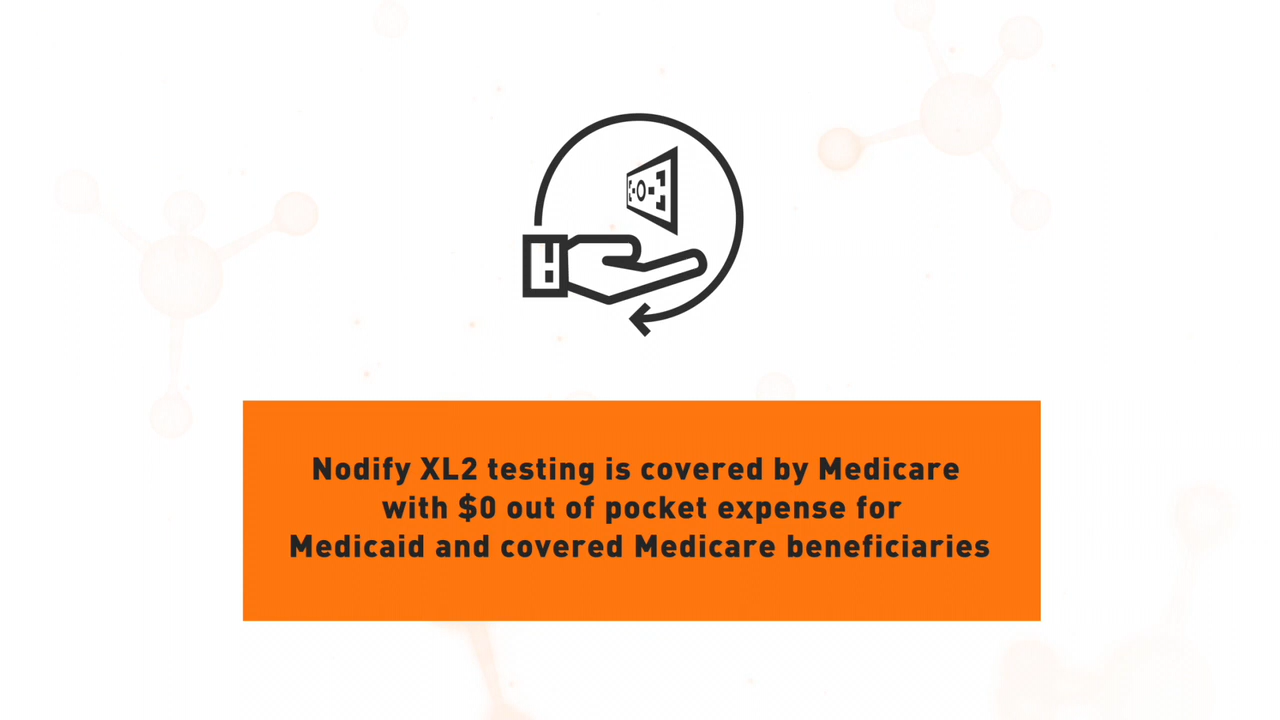 Nodify XL2 testing is covered by Medicare
with $0 out of pocket expense for
Medicaid and covered Medicare beneficiaries